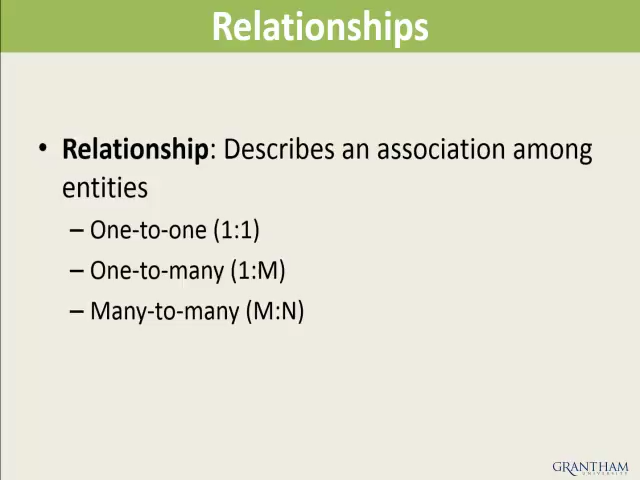 Relationships
• Relationship: Describes an association among
entities
– One-to-one (1:1)
– One-to-many (1:M)
– Many-to-many (M:N)
GRANTHAM
UNIVERSITY